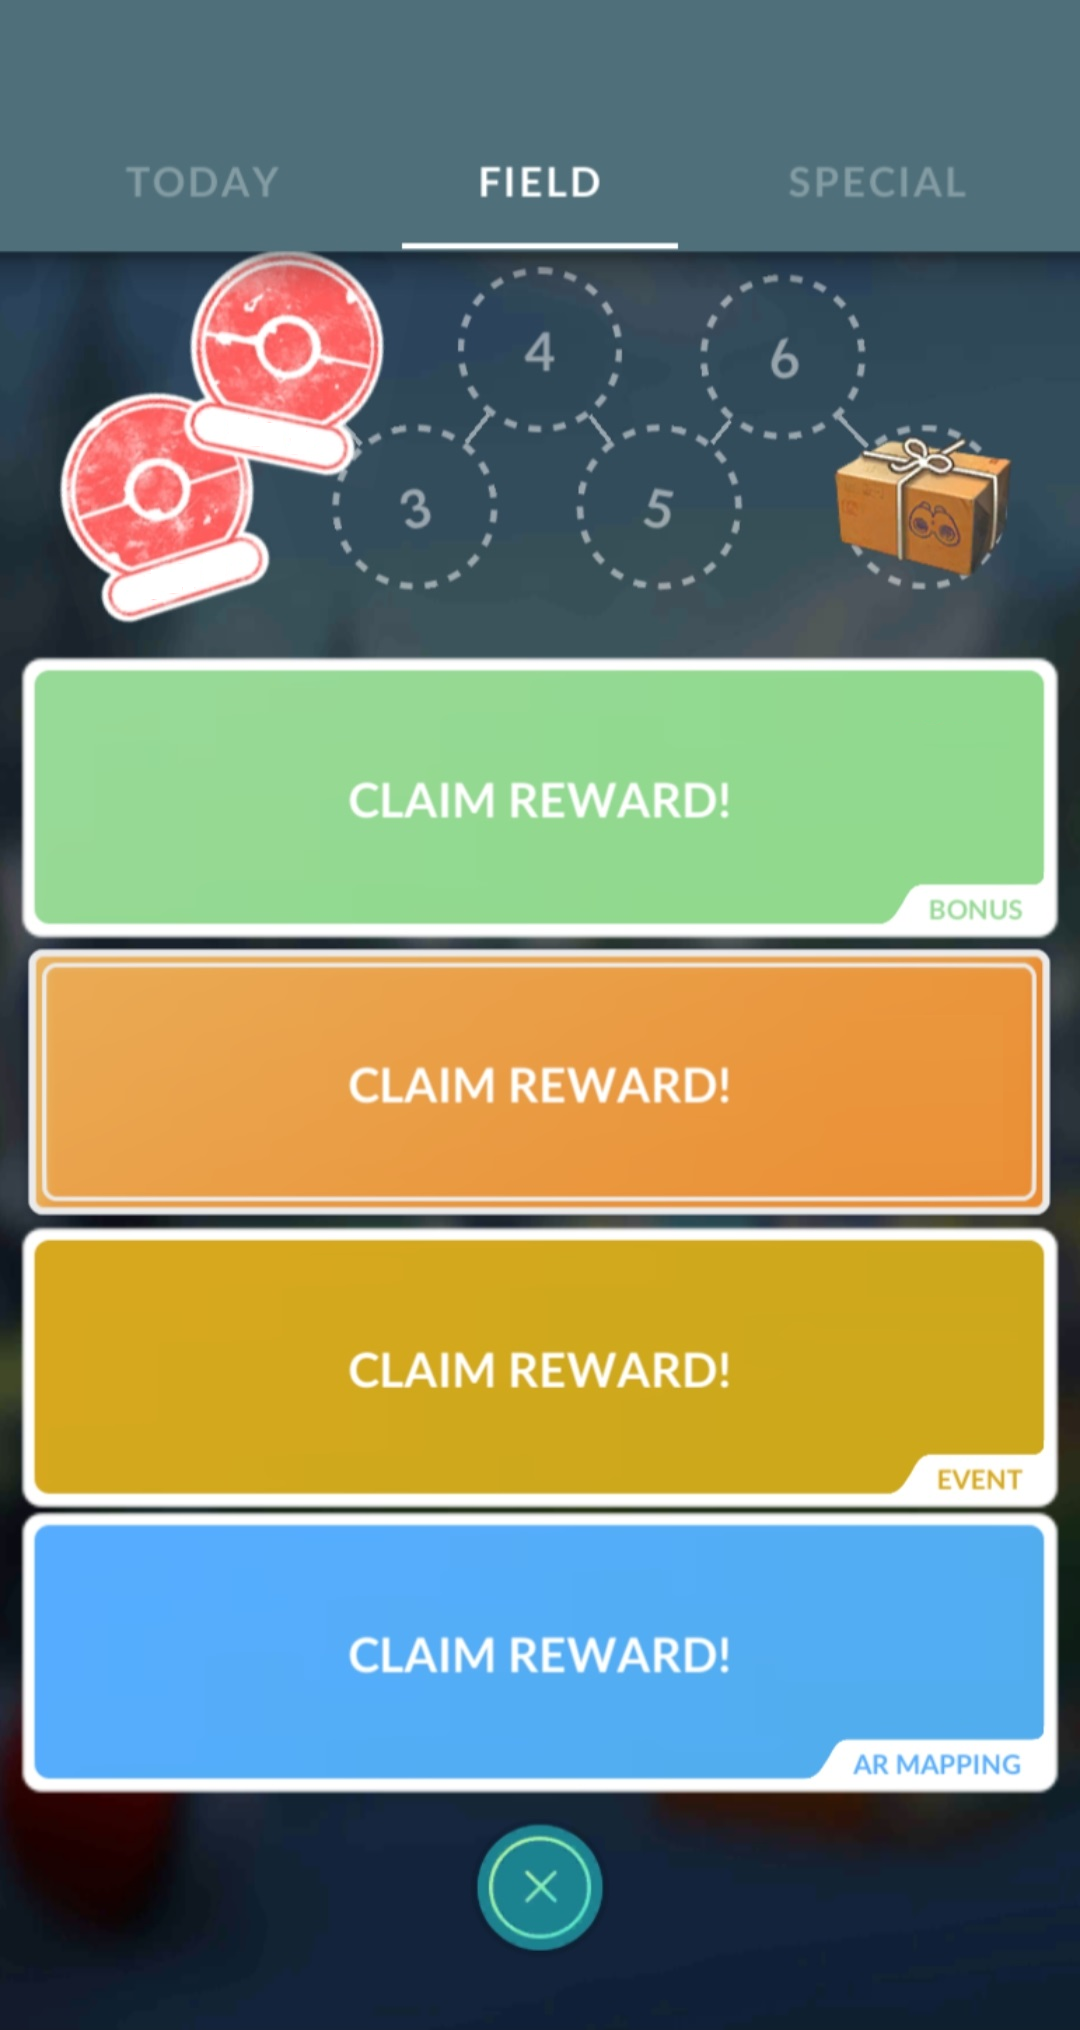 TODAY FIELD SPECIAL
4 6
3 5
CLAIM REWARD!
BONUS
CLAIM REWARD!
CLAIM REWARD!
EVENT
CLAIM REWARD!
AR MAPPING